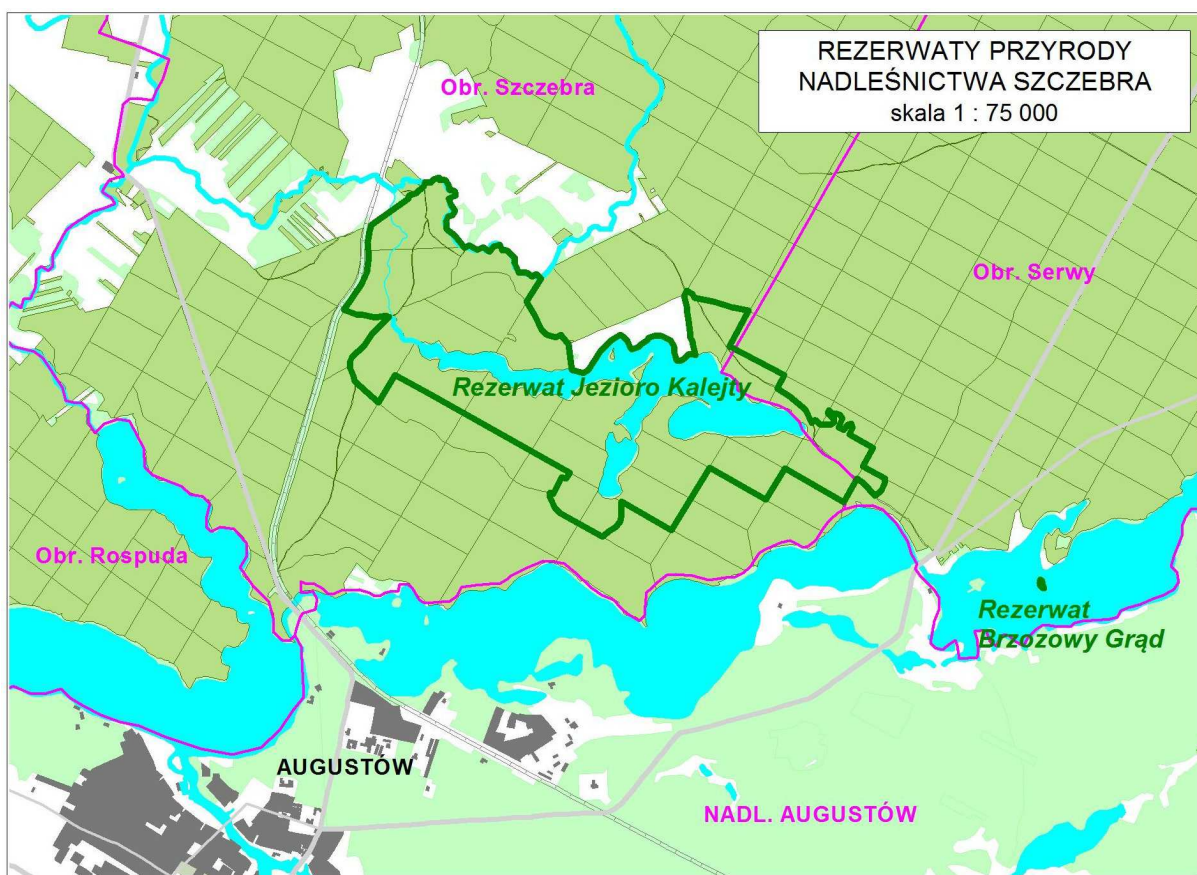 REZERWATY PRZYRODY
NADLEŚNICTWA SZCZEBRA
skala 1 : 75 000
Obr. Szczebra
Obr. Serwy
Rezerwat Jezioro Kalejty
Obr. Rospuda
Rezerwat
Brzozowy Grąd
AUGUSTÓW
NADL. AUGUSTÓW